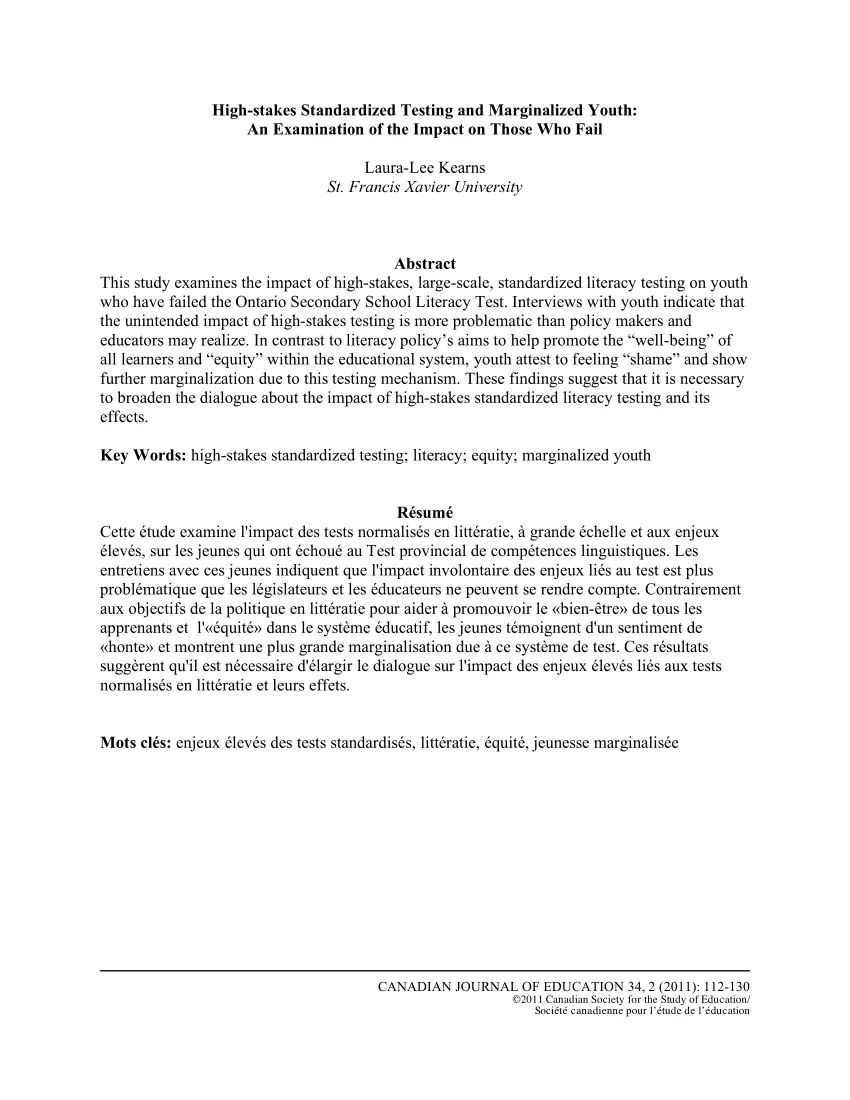 High-stakes Standardized Testing and Marginalized Youth:
An Examination of the Impact on Those Who Fail
Laura-Lee Kearns
St. Francis Xavier University
Abstract
This study examines the impact of high-stakes, large-scale, standardized literacy testing on youth
who have failed the Ontario Secondary School Literacy Test. Interviews with youth indicate that
the unintended impact of high-stakes testing is more problematic than policy makers and
educators may realize. In contrast to literacy policy’s aims to help promote the “well-being” of
all learners and “equity” within the educational system, youth attest to feeling “shame” and show
further marginalization due to this testing mechanism. These findings suggest that it is necessary
to broaden the dialogue about the impact of high-stakes standardized literacy testing and its
effects.
Key Words: high-stakes standardized testing; literacy; equity; marginalized youth
Résumé
Cette étude examine l'impact des tests normalisés en littératie, à grande échelle et aux enjeux
élevés, sur les jeunes qui ont échoué au Test provincial de compétences linguistiques. Les
entretiens avec ces jeunes indiquent que l'impact involontaire des enjeux liés au test est plus
problématique que les législateurs et les éducateurs ne peuvent se rendre compte. Contrairement
aux objectifs de la politique en littératie pour aider à promouvoir le «bien-être» de tous les
apprenants et  l'«équité» dans le système éducatif, les jeunes témoignent d'un sentiment de
«honte» et montrent une plus grande marginalisation due à ce système de test. Ces résultats
suggèrent qu'il est nécessaire d'élargir le dialogue sur l'impact des enjeux élevés liés aux tests
normalisés en littératie et leurs effets.
Mots clés: enjeux élevés des tests standardisés, littératie, équité, jeunesse marginalisée
CANADIAN JOURNAL OF EDUCATION 34, 2 (2011): 112-130
©2011 Canadian Society for the Study of Education/
Société canadienne pour l’étude de l’éducation